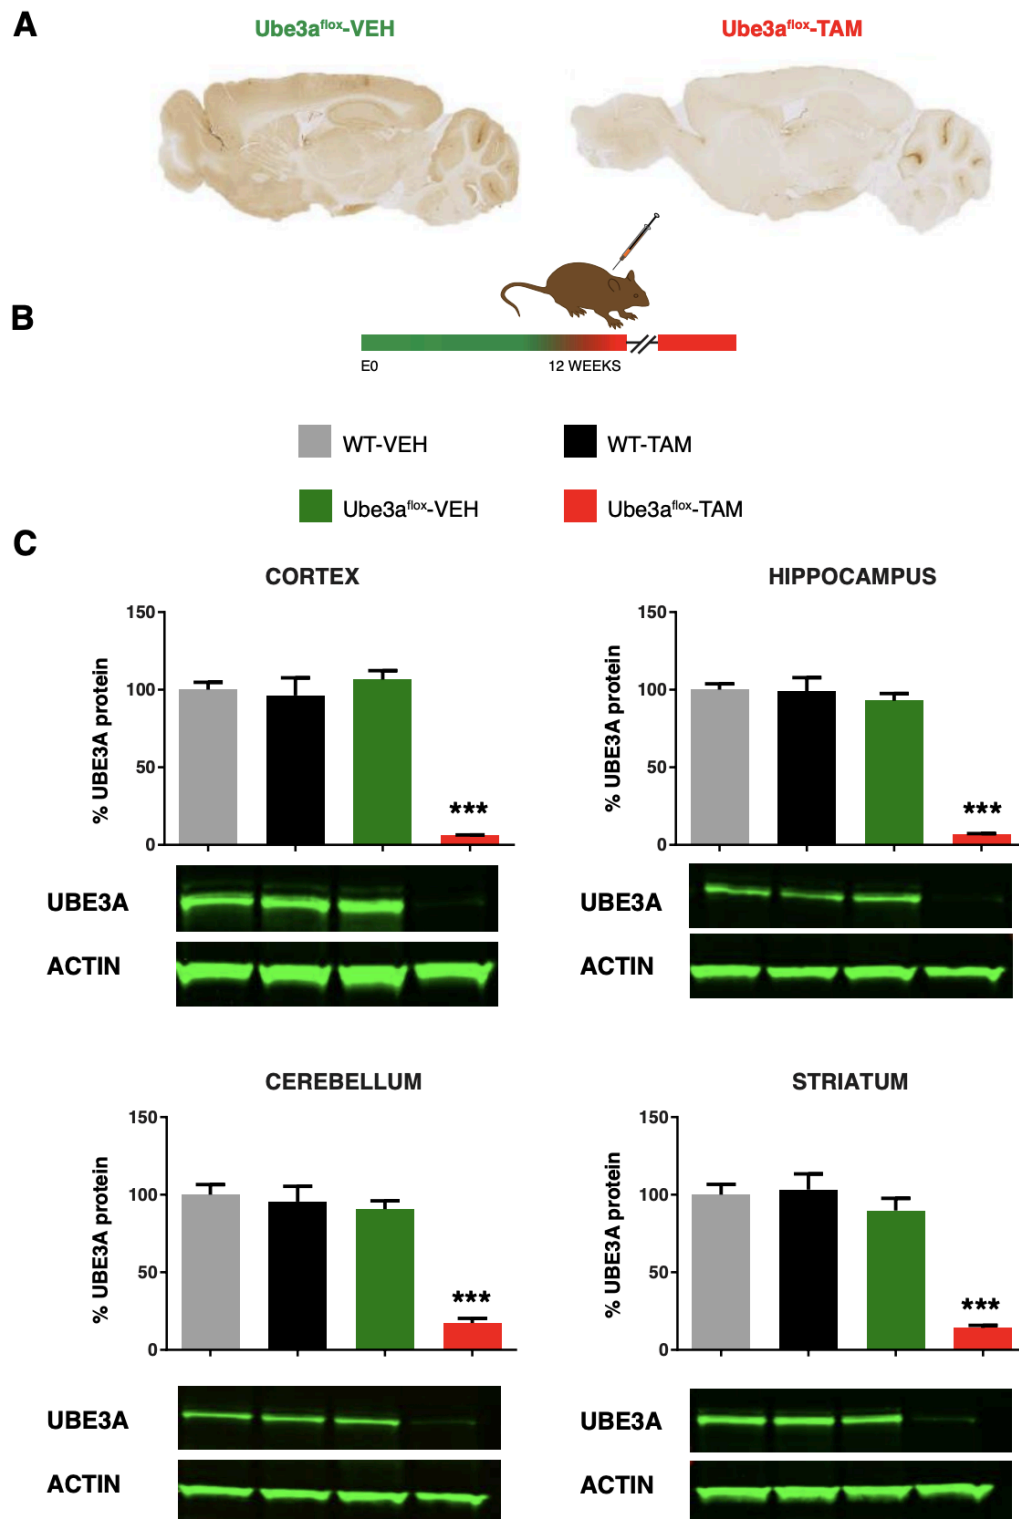 A
Ube3aflox-VEH
Ube3aflox-TAM
B
E0
12 WEEKS
WT-VEH
WT-TAM
Ube3aflox-VEH
Ube3aflox-TAM
C
CORTEX
% UBE3A protein
150
100
50
0
***
UBE3A
ACTIN
HIPPOCAMPUS
% UBE3A protein
150
100
50
0
***
UBE3A
ACTIN
CEREBELLUM
% UBE3A protein
150
100
50
0
***
UBE3A
ACTIN
STRIATUM
% UBE3A protein
150
100
50
0
***
UBE3A
ACTIN